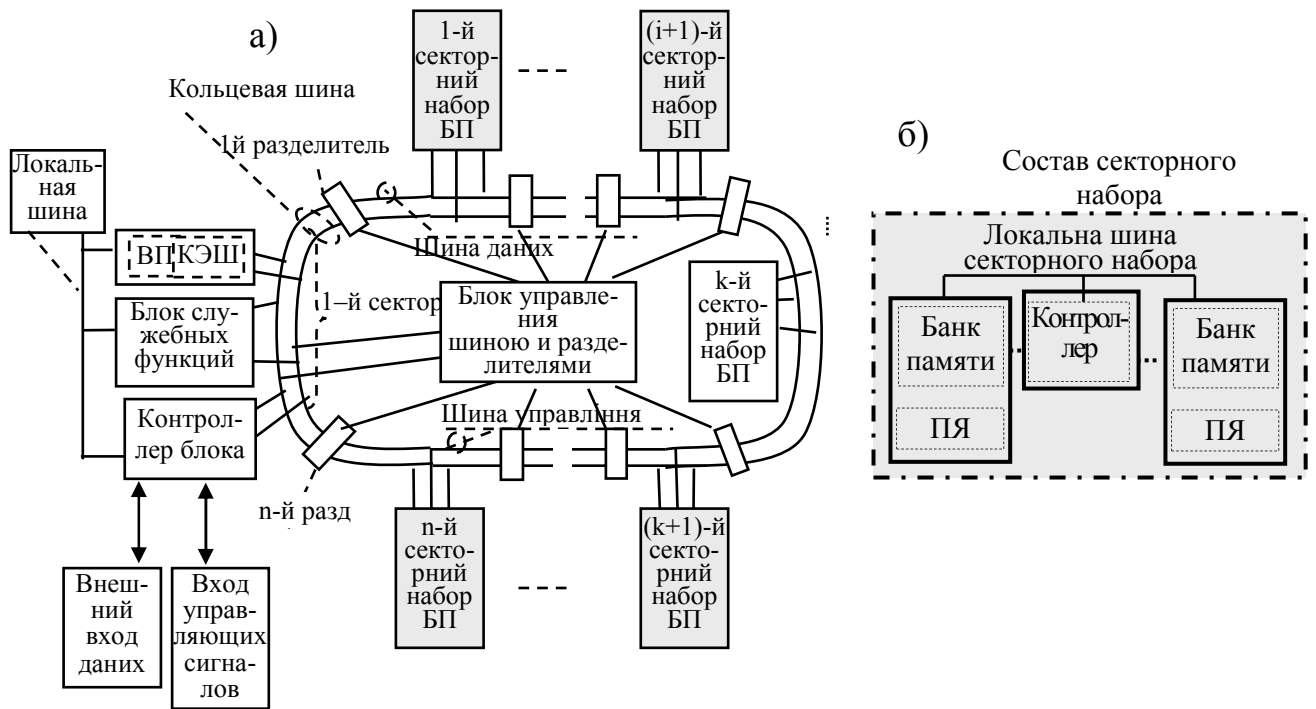 а)
1-й
сектор-
ний
набор
БП
(i+1)-й
сектор-
ний
набор
БП
Кольцевая шина
1й разделитель
Локаль-
ная
шина
Шина даних
ВП КЭШ
1–й сектор
Блок слу-
жебных
функций
Блок управле-
ния
шиною и разде-
лителями
k-й
секто-
рний
набор
БП
Контрол-
лер блока
Шина управління
n-й разд
n-й
секто-
рний
набор
БП
(k+1)-й
секто-
рний
набор
БП
Внеш-
ний
вход
даних
Вход
управ-
ляющих
сигна-
лов
б)
Состав секторного
набора
Локальна шина
секторного набора
Банк
памяти
Контрол-
лер
Банк
памяти
ПЯ
ПЯ